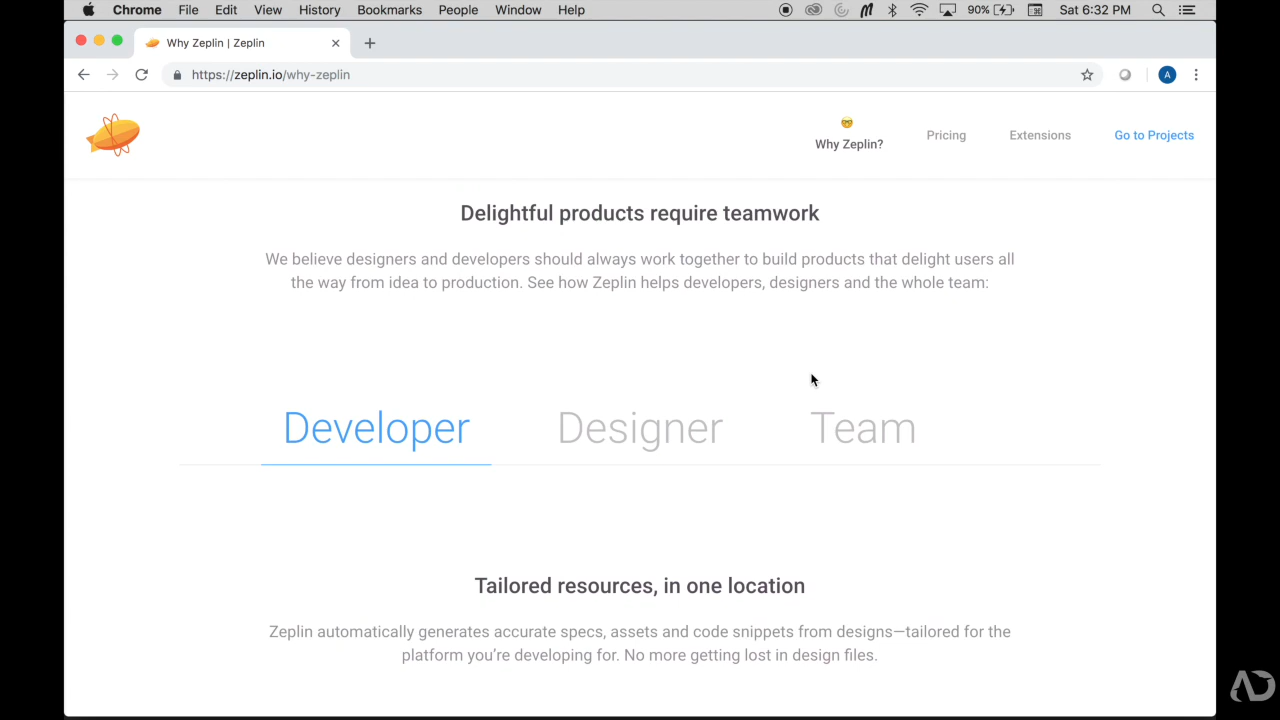 Chrome File Edit View History Bookmarks People Window Help 90% Sat 6:32 PM
Why Zeplin | Zeplin
https://zeplin.io/why-zeplin
A
Why Zeplin? Pricing Extensions Go to Projects
Delightful products require teamwork
We believe designers and developers should always work together to build products that delight users all
the way from idea to production. See how Zeplin helps developers, designers and the whole team:
Developer Designer Team
Tailored resources, in one location
Zeplin automatically generates accurate specs, assets and code snippets from designs—tailored for the
platform you're developing for. No more getting lost in design files.
AD